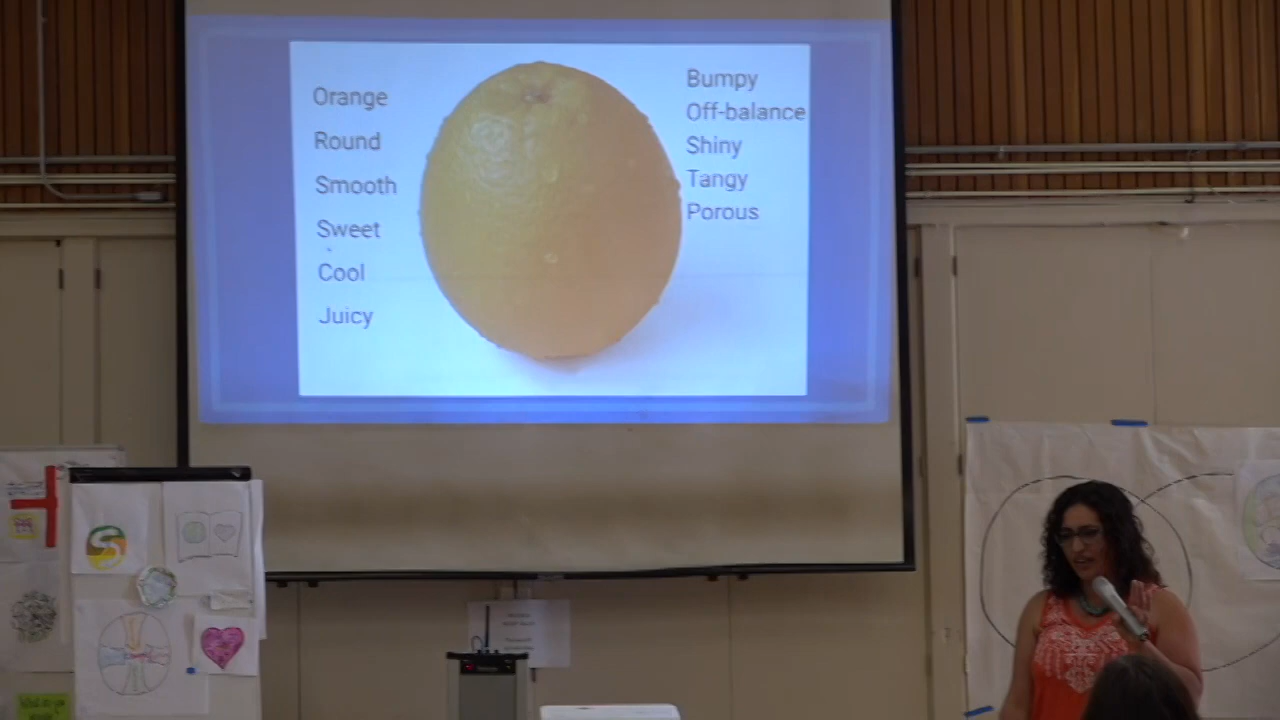 Orange
Round
Smooth
Sweet
Cool
Juicy
Bumpy
Off-balance
Shiny
Tangy
Porous